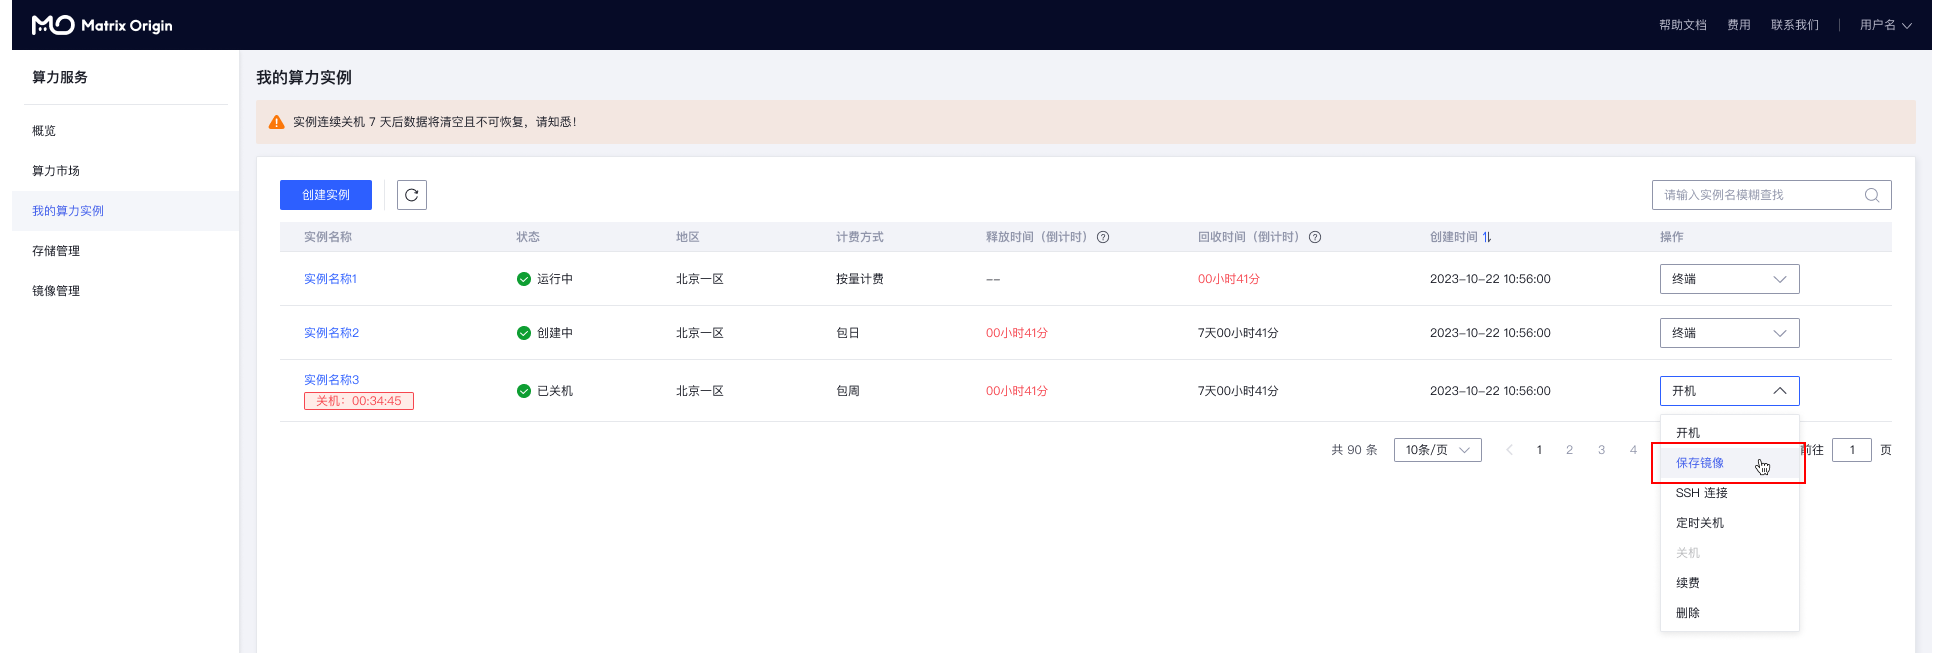 MO Matrix Origin
帮助文档 费用 联系我们 | 用户名
算力服务
概览
算力市场
我的算力实例
存储管理
镜像管理
我的算力实例
实例连续关机 7 天后数据将清空且不可恢复，请知悉！
创建实例
请输入实例名模糊查找
实例名称 状态 地区 计费方式 释放时间（倒计时） 回收时间（倒计时） 创建时间 操作
实例名称1 运行中 北京一区 按量计费 -- 00小时41分 2023-10-22 10:56:00 终端
实例名称2 创建中 北京一区 包日 00小时41分 7天00小时41分 2023-10-22 10:56:00 终端
实例名称3 已关机 北京一区 包周 00小时41分 7天00小时41分 2023-10-22 10:56:00 开机
关机：00:34:45
共 90 条 10条/页 1 2 3 4 前往 1 页
开机
保存镜像
SSH 连接
定时关机
关机
续费
删除